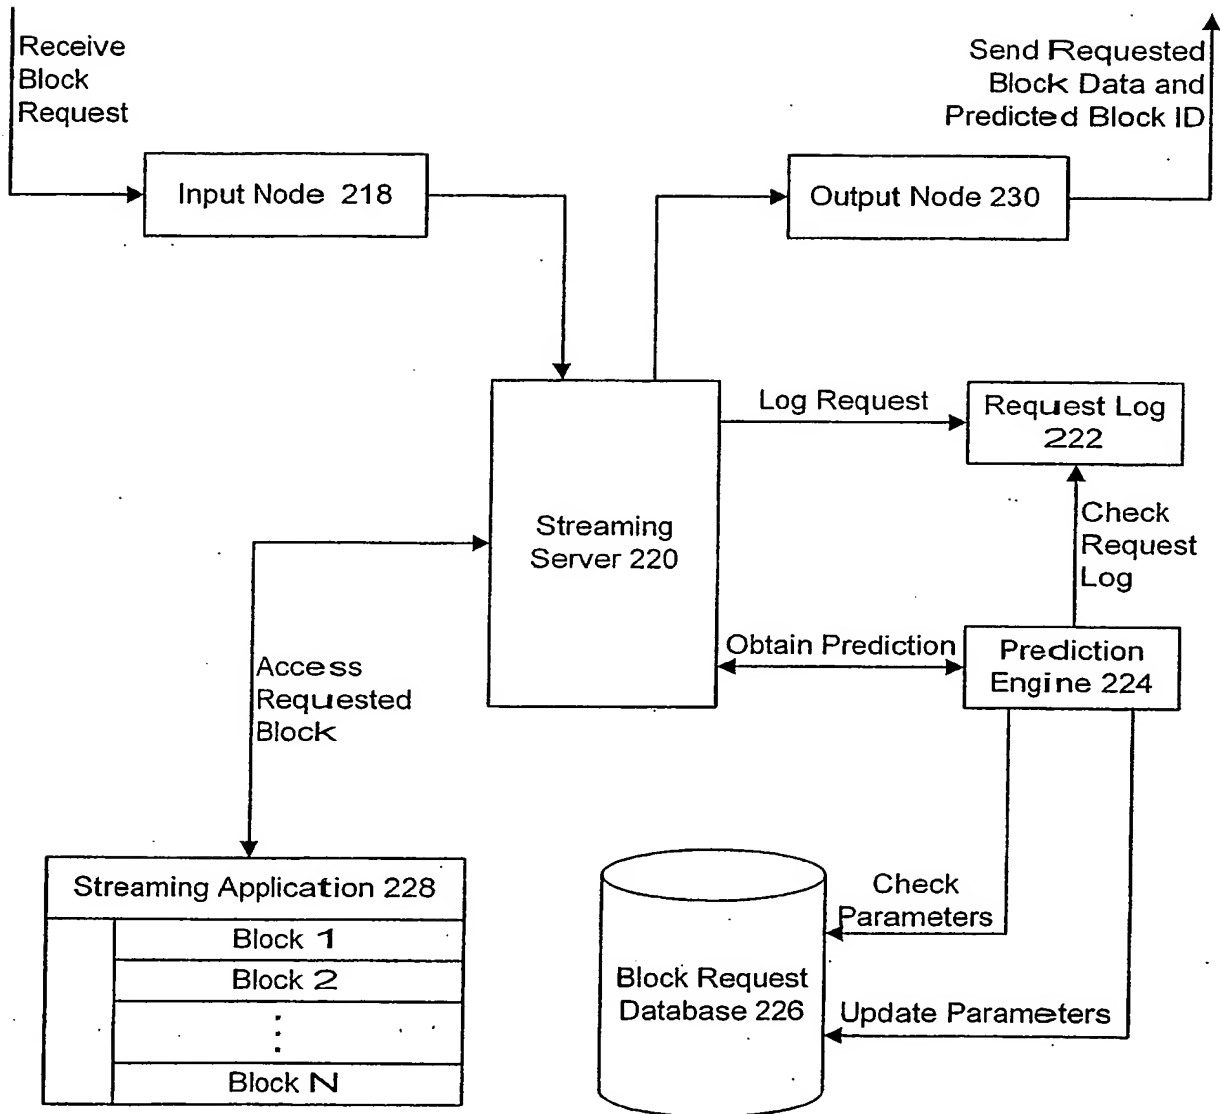 Receive
Block
Request
Send Requested
Block Data and
Predicted Block ID
Input Node 218
Output Node 230
Log Request
Request Log
222
Streaming
Server 220
Check
Request
Log
Obtain Prediction
Prediction
Engine 224
Access
Requested
Block
Streaming Application 228
Block 1
Block 2
⋮
Block N
Check
Parameters
Block Request
Database 226
Update Parameters